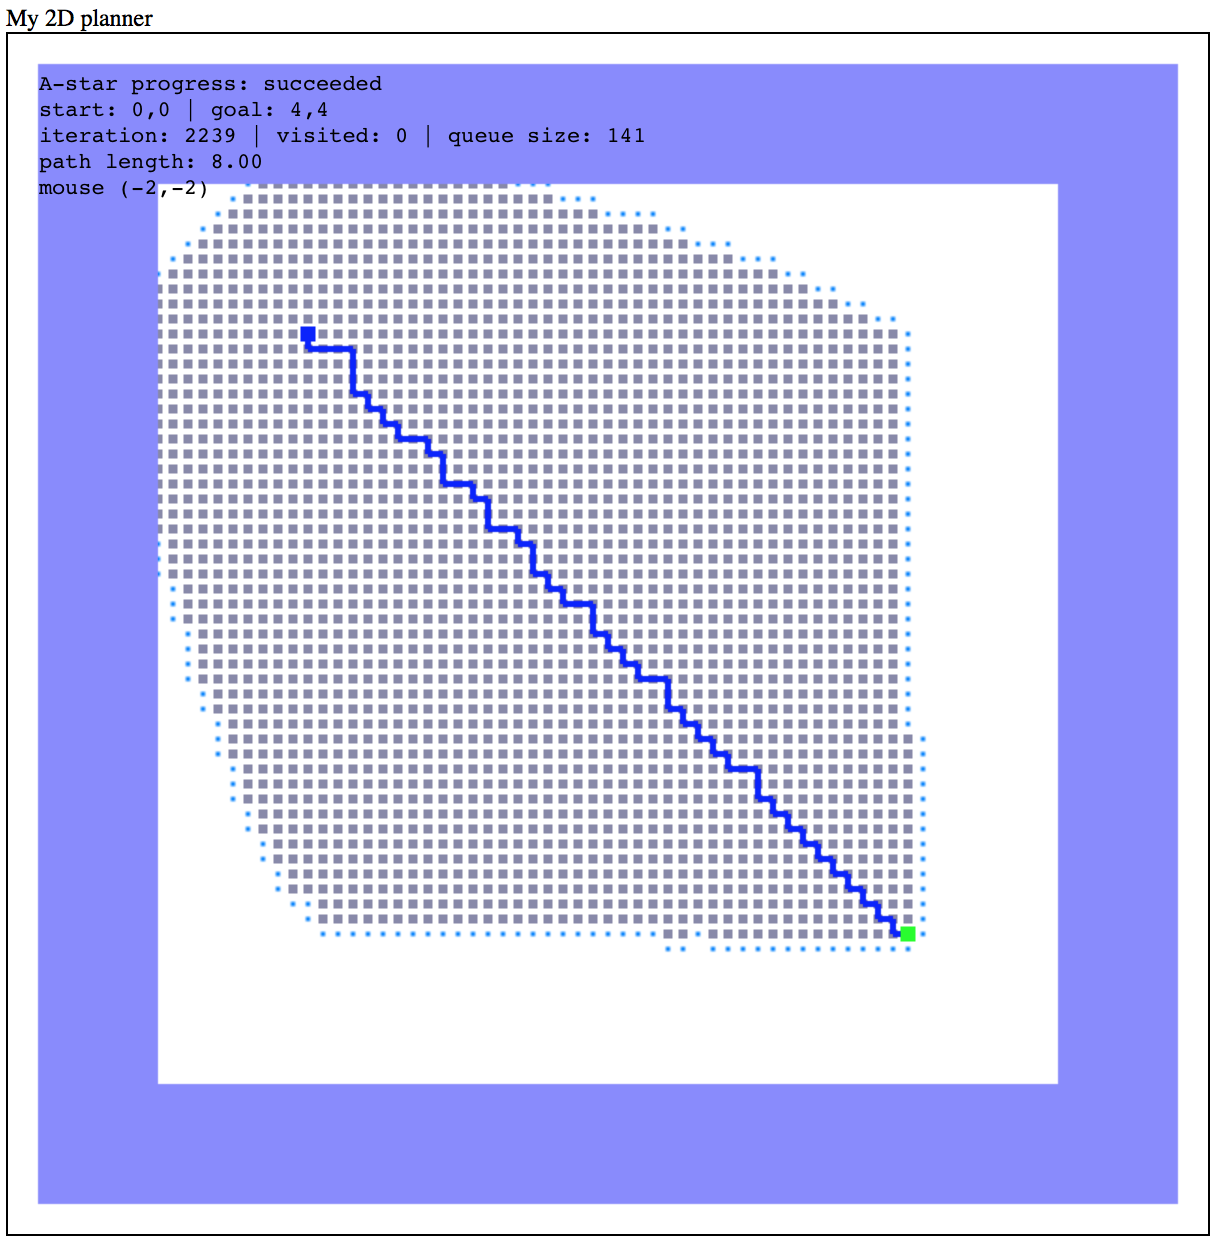 My 2D planner
A-star progress: succeeded
start: 0,0 | goal: 4,4
iteration: 2239 | visited: 0 | queue size: 141
path length: 8.00
mouse (-2,-2)